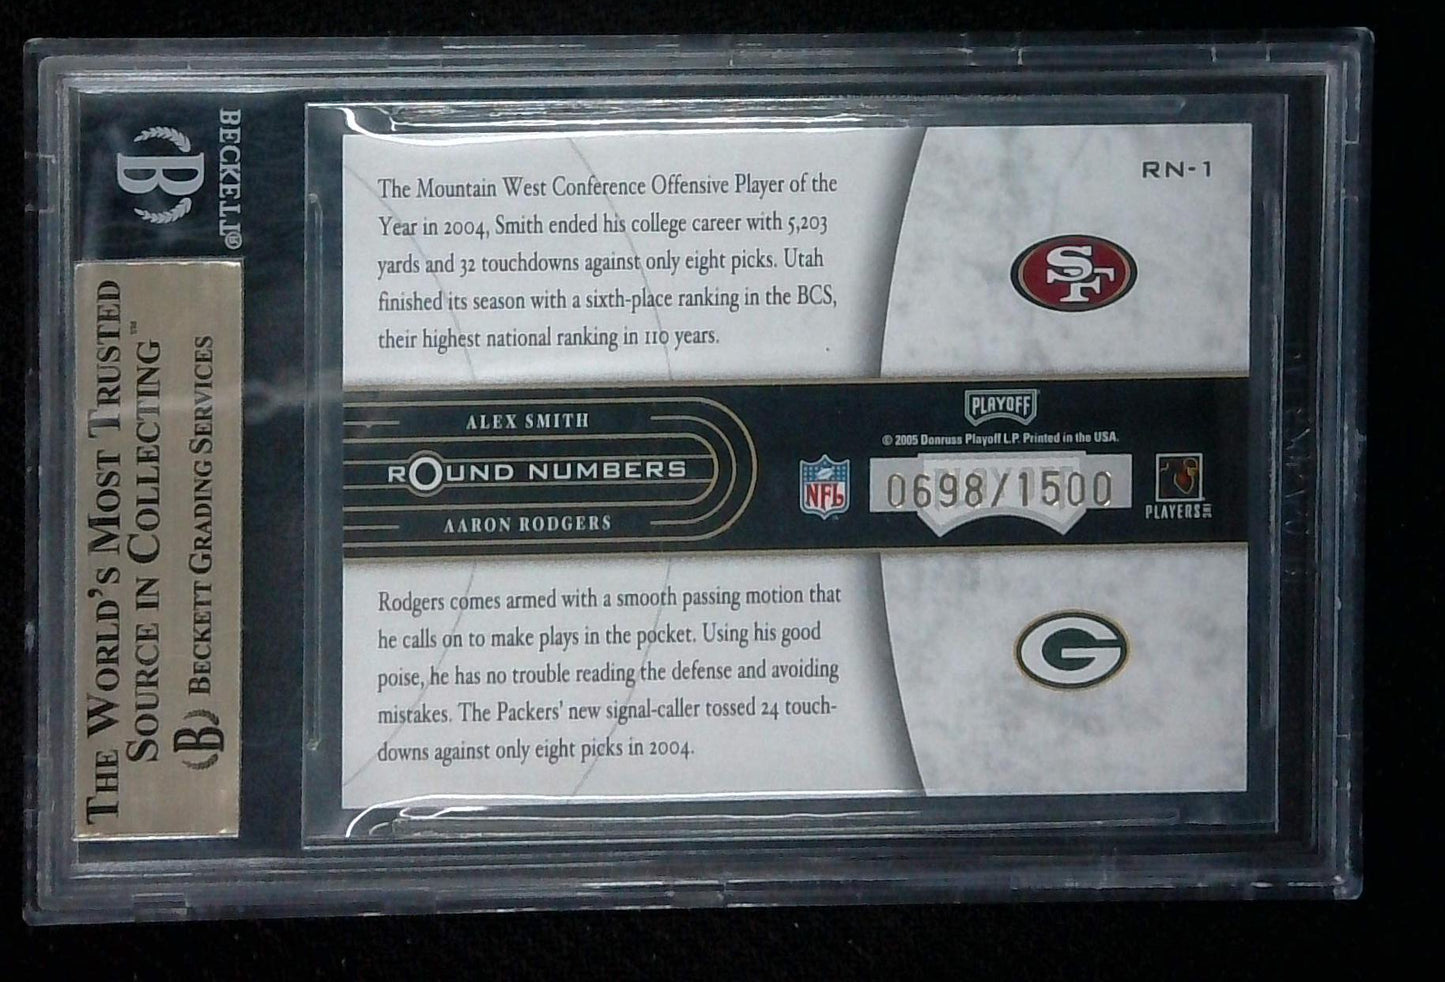 BECKETT®
B
THE WORLD'S MOST TRUSTED
SOURCE IN COLLECTING™
B BECKETT GRADING SERVICES
RN-1
The Mountain West Conference Offensive Player of the
Year in 2004, Smith ended his college career with 5,203
yards and 32 touchdowns against only eight picks. Utah
finished its season with a sixth-place ranking in the BCS,
their highest national ranking in 110 years.
SF
ALEX SMITH
ROUND NUMBERS
AARON RODGERS
PLAYOFF
© 2005 Donruss Playoff L.P. Printed in the USA.
NFL
0698/1500
PLAYERS INC
Rodgers comes armed with a smooth passing motion that
he calls on to make plays in the pocket. Using his good
poise, he has no trouble reading the defense and avoiding
mistakes. The Packers' new signal-caller tossed 24 touch-
downs against only eight picks in 2004.
G